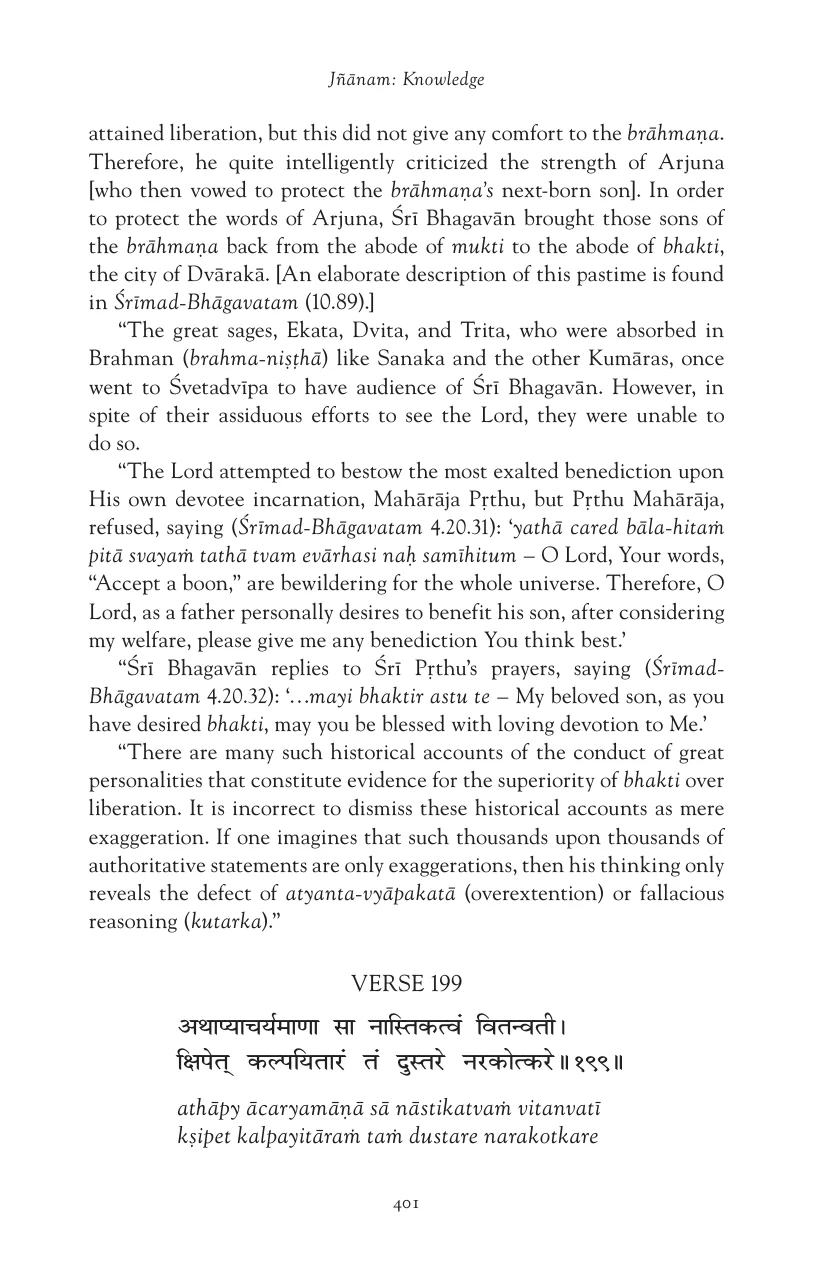 Jñānam: Knowledge
attained liberation, but this did not give any comfort to the brāhmaṇa.
Therefore, he quite intelligently criticized the strength of Arjuna
[who then vowed to protect the brāhmaṇa’s next-born son]. In order
to protect the words of Arjuna, Śrī Bhagavān brought those sons of
the brāhmaṇa back from the abode of mukti to the abode of bhakti,
the city of Dvārakā. [An elaborate description of this pastime is found
in Śrīmad-Bhāgavatam (10.89).]
“The great sages, Ekata, Dvita, and Trita, who were absorbed in
Brahman (brahma-niṣṭhā) like Sanaka and the other Kumāras, once
went to Śvetadvīpa to have audience of Śrī Bhagavān. However, in
spite of their assiduous efforts to see the Lord, they were unable to
do so.
“The Lord attempted to bestow the most exalted benediction upon
His own devotee incarnation, Mahārāja Pṛthu, but Pṛthu Mahārāja,
refused, saying (Śrīmad-Bhāgavatam 4.20.31): ‘yathā cared bāla-hitaṁ
pitā svayaṁ tathā tvam evārhasi naḥ samīhitum – O Lord, Your words,
“Accept a boon,” are bewildering for the whole universe. Therefore, O
Lord, as a father personally desires to benefit his son, after considering
my welfare, please give me any benediction You think best.’
“Śrī Bhagavān replies to Śrī Pṛthu’s prayers, saying (Śrīmad-
Bhāgavatam 4.20.32): ‘…mayi bhaktir astu te – My beloved son, as you
have desired bhakti, may you be blessed with loving devotion to Me.’
“There are many such historical accounts of the conduct of great
personalities that constitute evidence for the superiority of bhakti over
liberation. It is incorrect to dismiss these historical accounts as mere
exaggeration. If one imagines that such thousands upon thousands of
authoritative statements are only exaggerations, then his thinking only
reveals the defect of atyanta-vyāpakatā (overextention) or fallacious
reasoning (kutarka).”
VERSE 199
अथाप्याचर्यमाणा सा नास्तिकत्वं वितन्वती।
क्षिपेत् कल्पयितारं तं दुस्तरे नरकोत्करे॥१९९॥
athāpy ācaryamāṇā sā nāstikatvaṁ vitanvatī
kṣipet kalpayitāraṁ taṁ dustare narakotkare
401